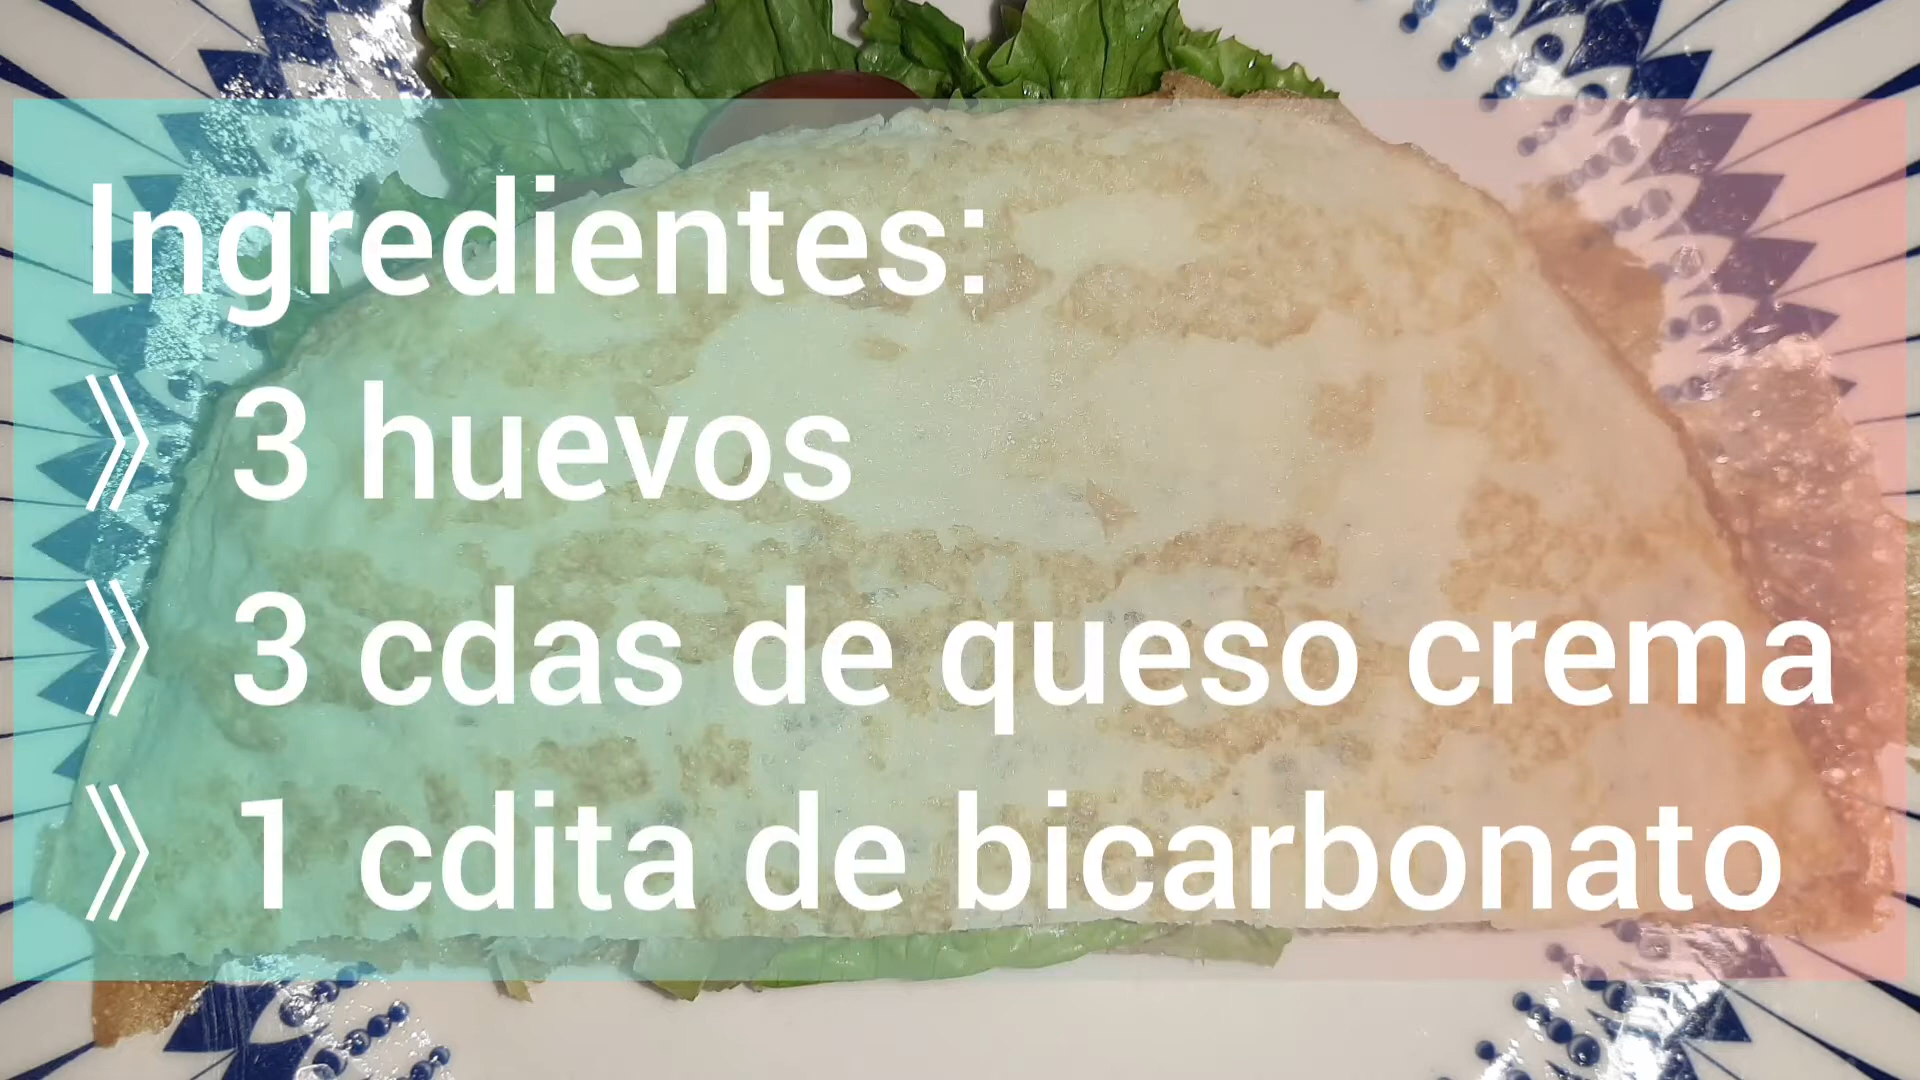 Ingredientes:
》 3 huevos
》 3 cdas de queso crema
》 1 cdita de bicarbonato